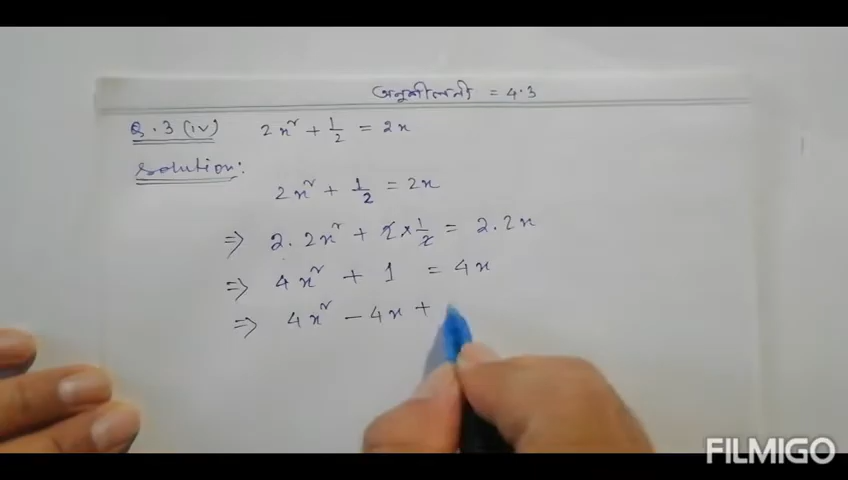 অনুশীলনী = 4.3
Q.3 (iv) 2x² + 1/2 = 2x
Solution:
2x² + 1/2 = 2x
⇒ 2.2x² + 2 × 1/2 = 2.2x
⇒ 4x² + 1 = 4x
⇒ 4x² - 4x +
FILMIGO